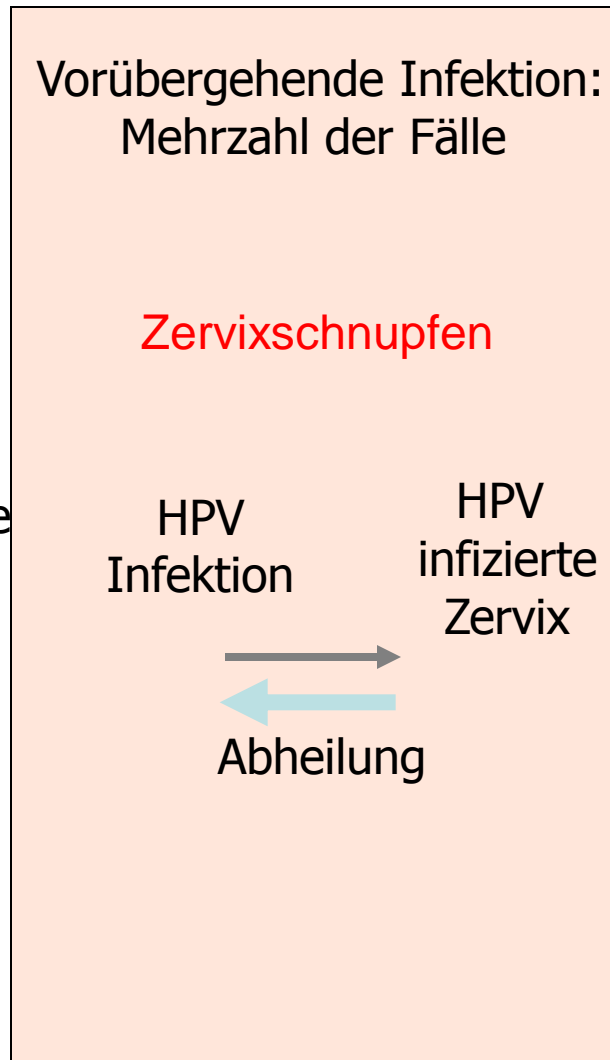 Vorübergehende Infektion:
Mehrzahl der Fälle
Zervixschnupfen
e
HPV
Infektion
HPV
infizierte
Zervix
Abheilung